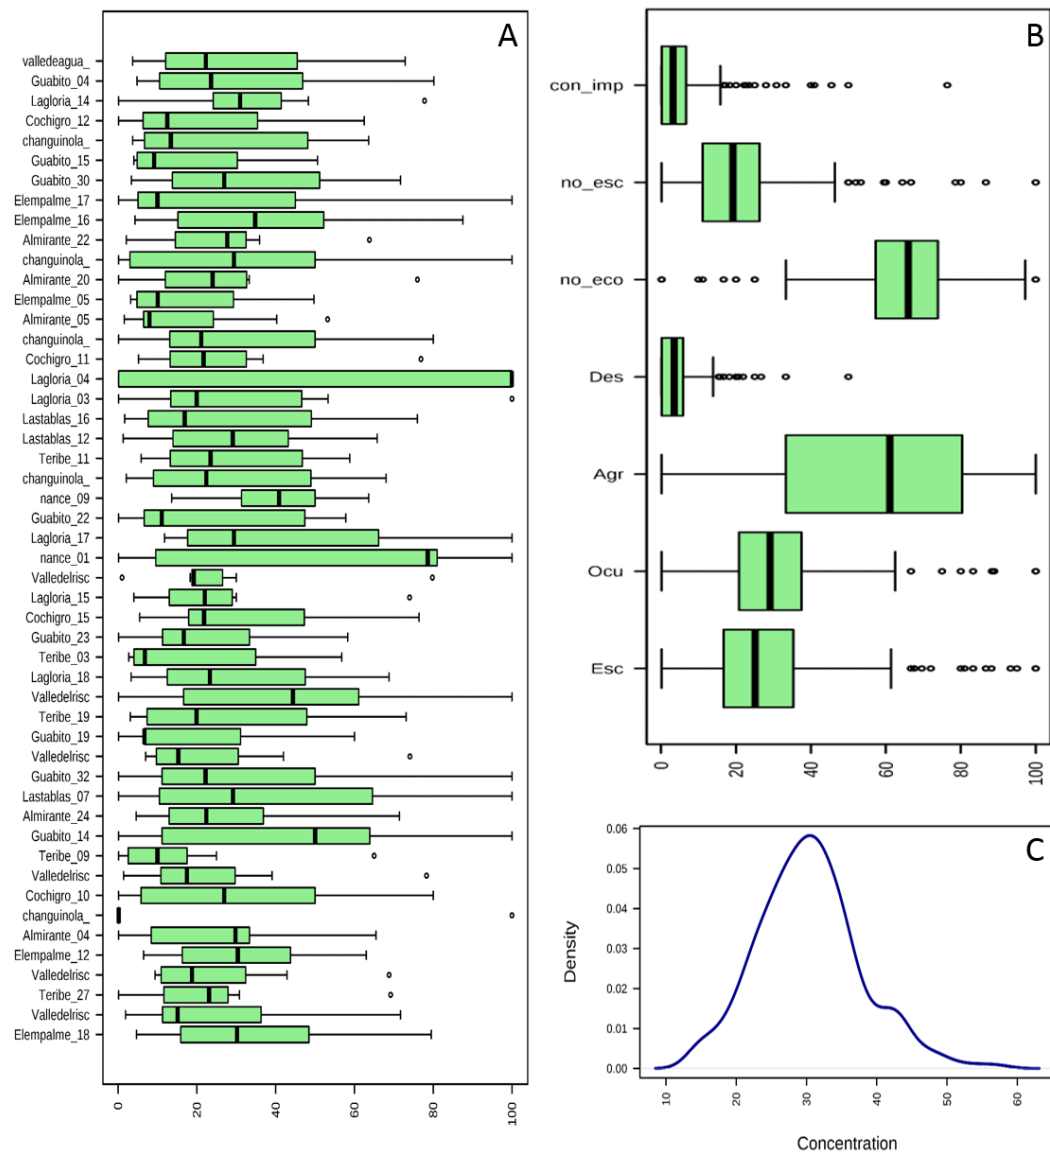 A
valledeagua_
Guabito_04
Lagloria_14
Cochigro_12
changuinola_
Guabito_15
Guabito_30
Elempalme_17
Elempalme_16
Almirante_22
changuinola_
Almirante_20
Elempalme_05
Almirante_05
changuinola_
Cochigro_11
Lagloria_04
Lagloria_03
Lastablas_16
Lastablas_12
Teribe_11
changuinola_
nance_09
Guabito_22
Lagloria_17
nance_01
Valledelrisc
Lagloria_15
Cochigro_15
Guabito_23
Teribe_03
Lagloria_18
Valledelrisc
Teribe_19
Guabito_19
Valledelrisc
Guabito_32
Lastablas_07
Almirante_24
Guabito_14
Teribe_09
Valledelrisc
Cochigro_10
changuinola_
Almirante_04
Elempalme_12
Valledelrisc
Teribe_27
Valledelrisc
Elempalme_18
0 20 40 60 80 100
B
con_imp
no_esc
no_eco
Des
Agr
Ocu
Esc
0 20 40 60 80 100
C
0.06
0.05
0.04
0.03
0.02
0.01
0.00
Density
10 20 30 40 50 60
Concentration